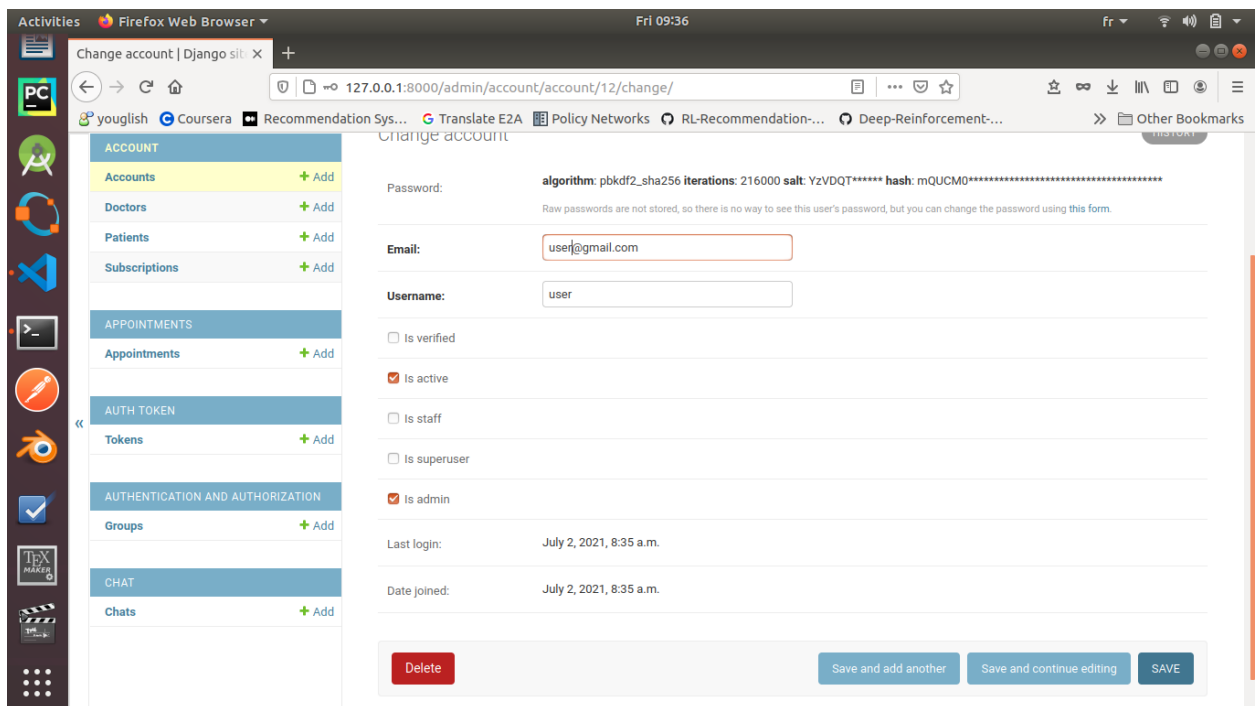 Activities Firefox Web Browser Fri 09:36 fr
Change account | Django sit
127.0.0.1:8000/admin/account/account/12/change/
youglish Coursera Recommendation Sys... Translate E2A Policy Networks RL-Recommendation-... Deep-Reinforcement-... Other Bookmarks
Change account HISTORY
ACCOUNT
Accounts + Add
Doctors + Add
Patients + Add
Subscriptions + Add
APPOINTMENTS
Appointments + Add
AUTH TOKEN
Tokens + Add
AUTHENTICATION AND AUTHORIZATION
Groups + Add
CHAT
Chats + Add
Password: algorithm: pbkdf2_sha256 iterations: 216000 salt: YzVDQT****** hash: mQUCM0**************************************
Raw passwords are not stored, so there is no way to see this user's password, but you can change the password using this form.
Email: user@gmail.com
Username: user
Is verified
Is active
Is staff
Is superuser
Is admin
Last login: July 2, 2021, 8:35 a.m.
Date joined: July 2, 2021, 8:35 a.m.
Delete Save and add another Save and continue editing SAVE
PC
TEX
MAKER